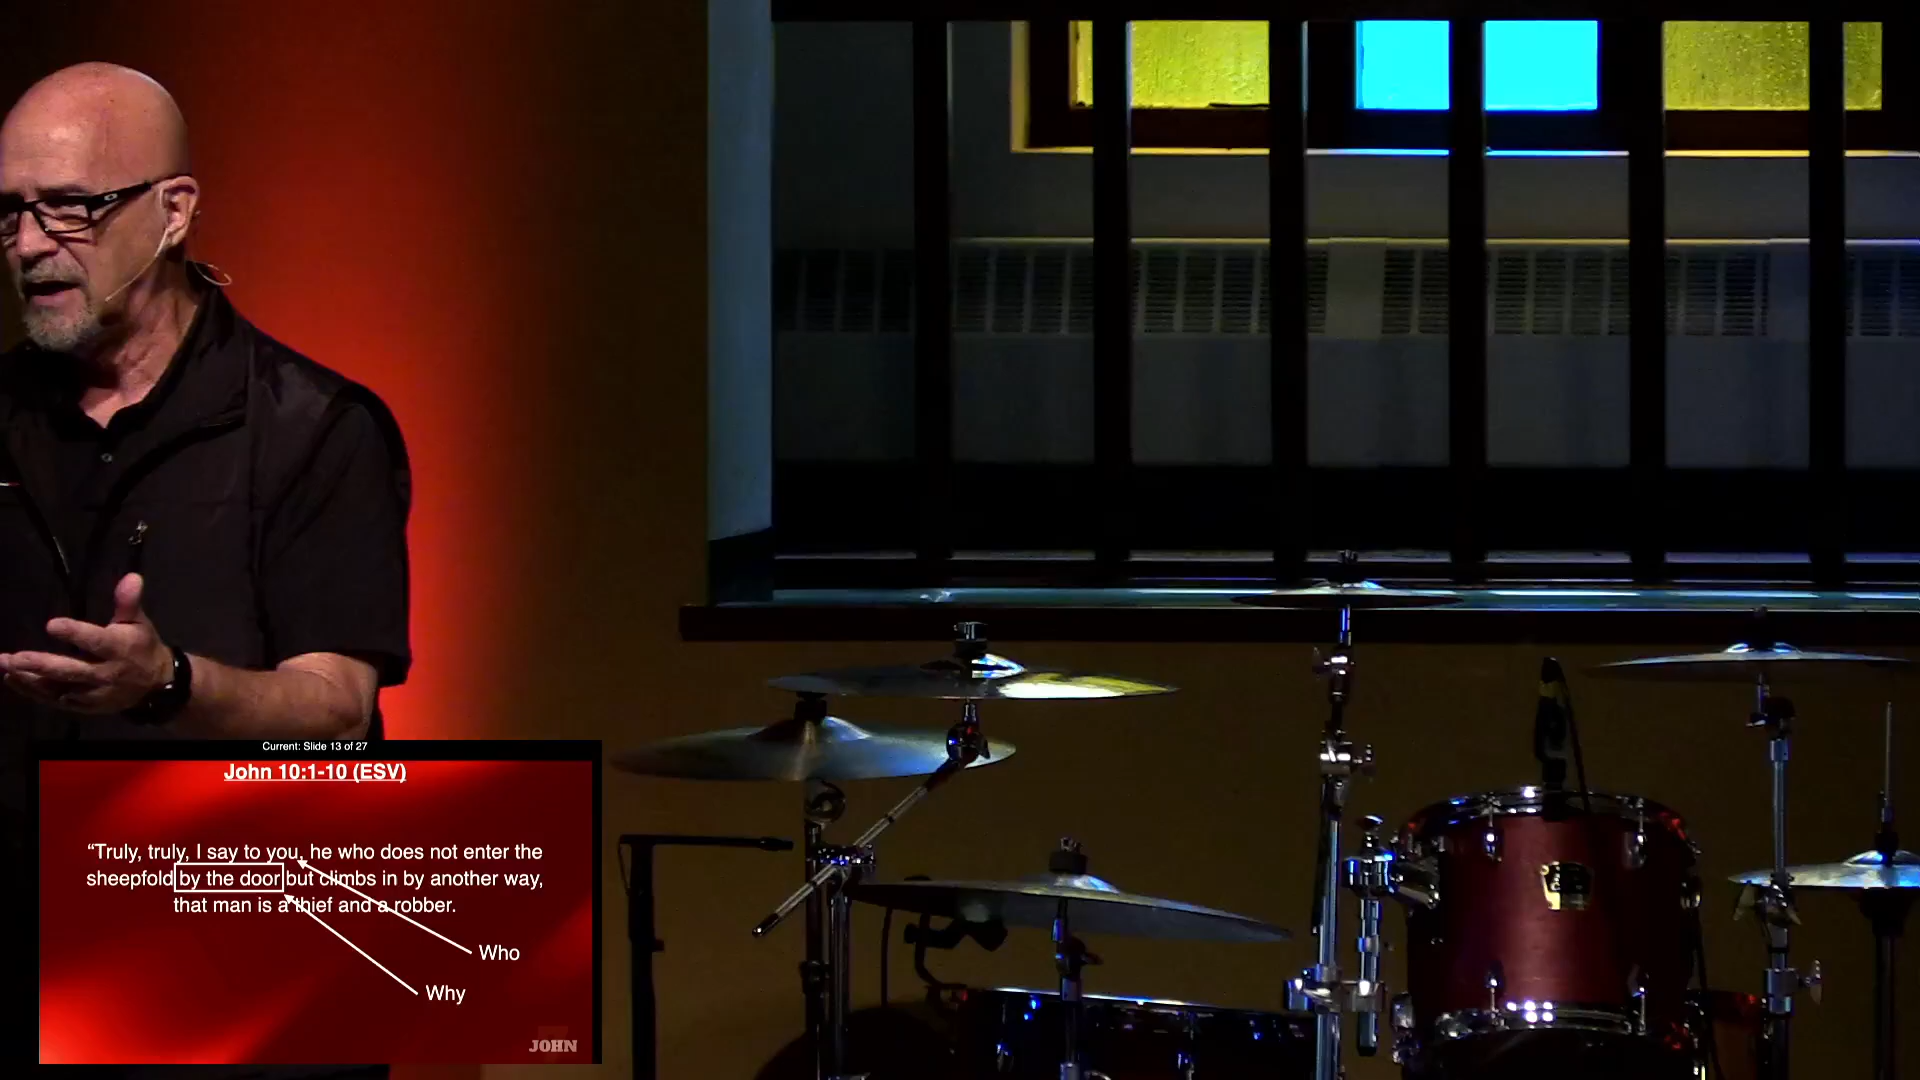 Current: Slide 13 of 27
John 10:1-10 (ESV)
“Truly, truly, I say to you, he who does not enter the
sheepfold by the door but climbs in by another way,
that man is a thief and a robber.
Who
Why
JOHN